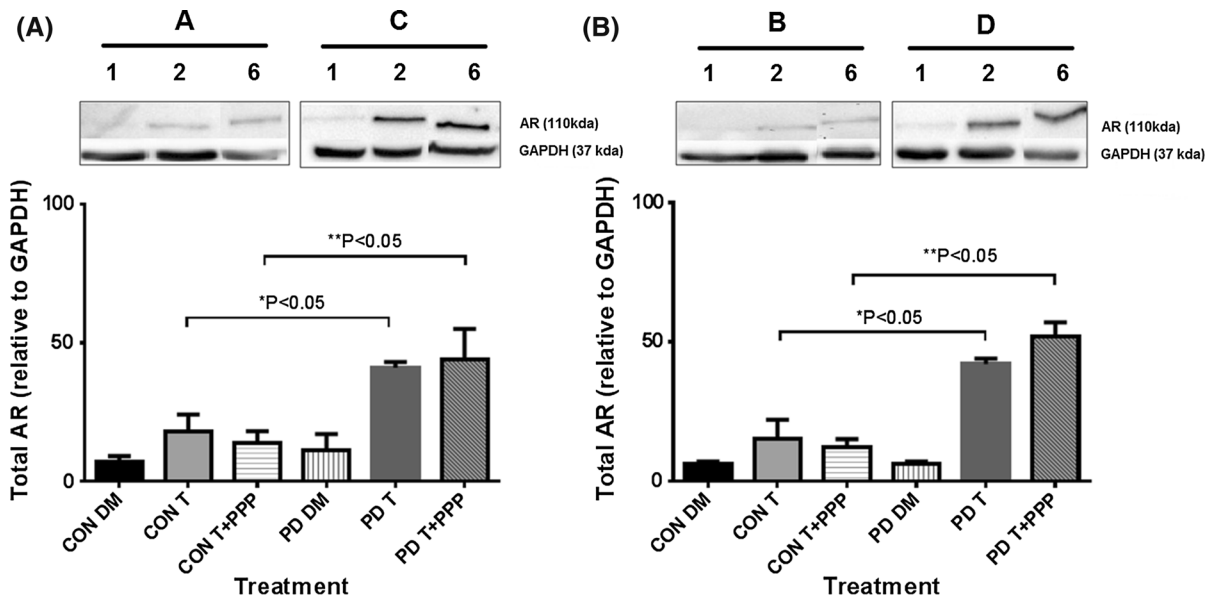 (A)
A
C
1 2 6
1 2 6
AR (110kda)
GAPDH (37 kda)
Total AR (relative to GAPDH)
100
50
0
**P<0.05
*P<0.05
CON DM
CON T
CON T+PPP
PD DM
PD T
PD T+PPP
Treatment
(B)
B
D
1 2 6
1 2 6
AR (110kda)
GAPDH (37 kda)
Total AR (relative to GAPDH)
100
50
0
**P<0.05
*P<0.05
CON DM
CON T
CON T+PPP
PD DM
PD T
PD T+PPP
Treatment